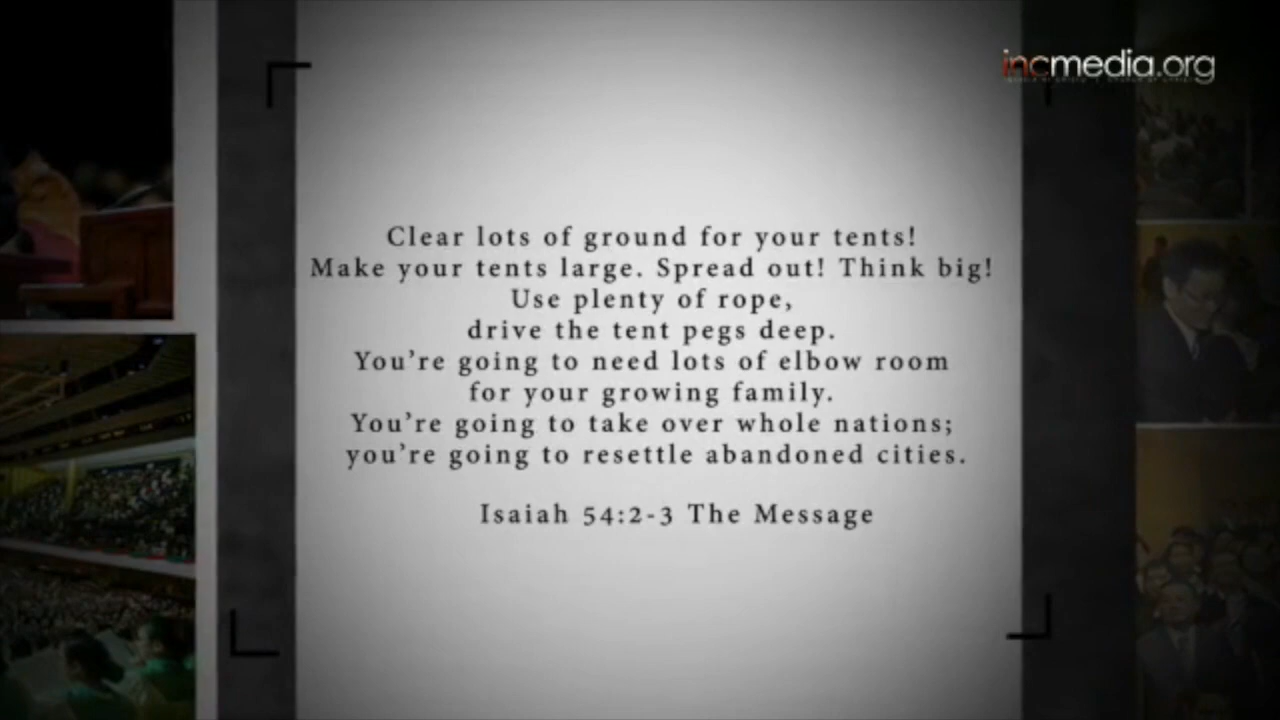 incmedia.org
Clear lots of ground for your tents!
Make your tents large. Spread out! Think big!
Use plenty of rope,
drive the tent pegs deep.
You're going to need lots of elbow room
for your growing family.
You're going to take over whole nations;
you're going to resettle abandoned cities.
Isaiah 54:2-3 The Message